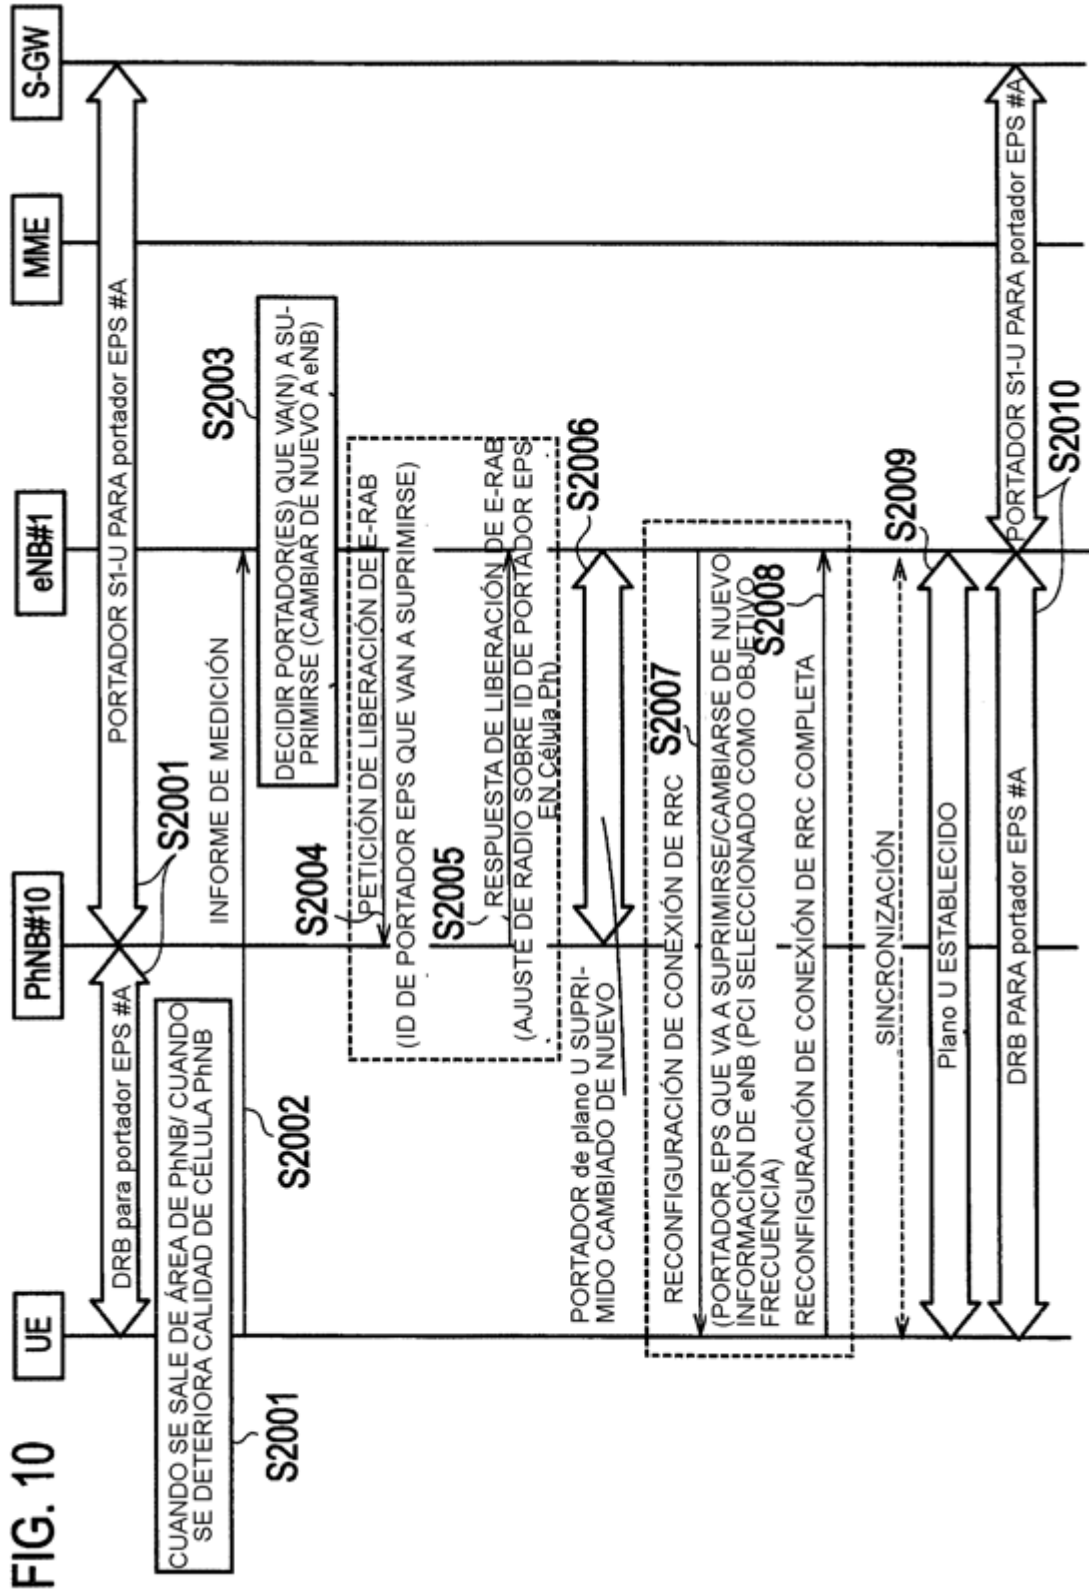 FIG. 10
UE
PhNB#10
eNB#1
MME
S-GW
DRB para portador EPS #A
PORTADOR S1-U PARA portador EPS #A
S2001
CUANDO SE SALE DE ÁREA DE PhNB/ CUANDO
SE DETERIORA CALIDAD DE CÉLULA PhNB
S2001
INFORME DE MEDICIÓN
S2002
S2003
DECIDIR PORTADOR(ES) QUE VA(N) A SU-
PRIMIRSE (CAMBIAR DE NUEVO A eNB)
PETICIÓN DE LIBERACIÓN DE E-RAB
S2004
(ID DE PORTADOR EPS QUE VAN A SUPRIMIRSE)
S2005
RESPUESTA DE LIBERACIÓN DE E-RAB
(AJUSTE DE RADIO SOBRE ID DE PORTADOR EPS
EN Célula Ph)
PORTADOR de plano U SUPRI-
MIDO CAMBIADO DE NUEVO
S2006
RECONFIGURACIÓN DE CONEXIÓN DE RRC
S2007
(PORTADOR EPS QUE VA A SUPRIMIRSE/CAMBIARSE DE NUEVO
INFORMACIÓN DE eNB (PCI SELECCIONADO COMO OBJETIVO,
FRECUENCIA)
S2008
RECONFIGURACIÓN DE CONEXIÓN DE RRC COMPLETA
SINCRONIZACIÓN
Plano U ESTABLECIDO
S2009
DRB PARA portador EPS #A
PORTADOR S1-U PARA portador EPS #A
S2010